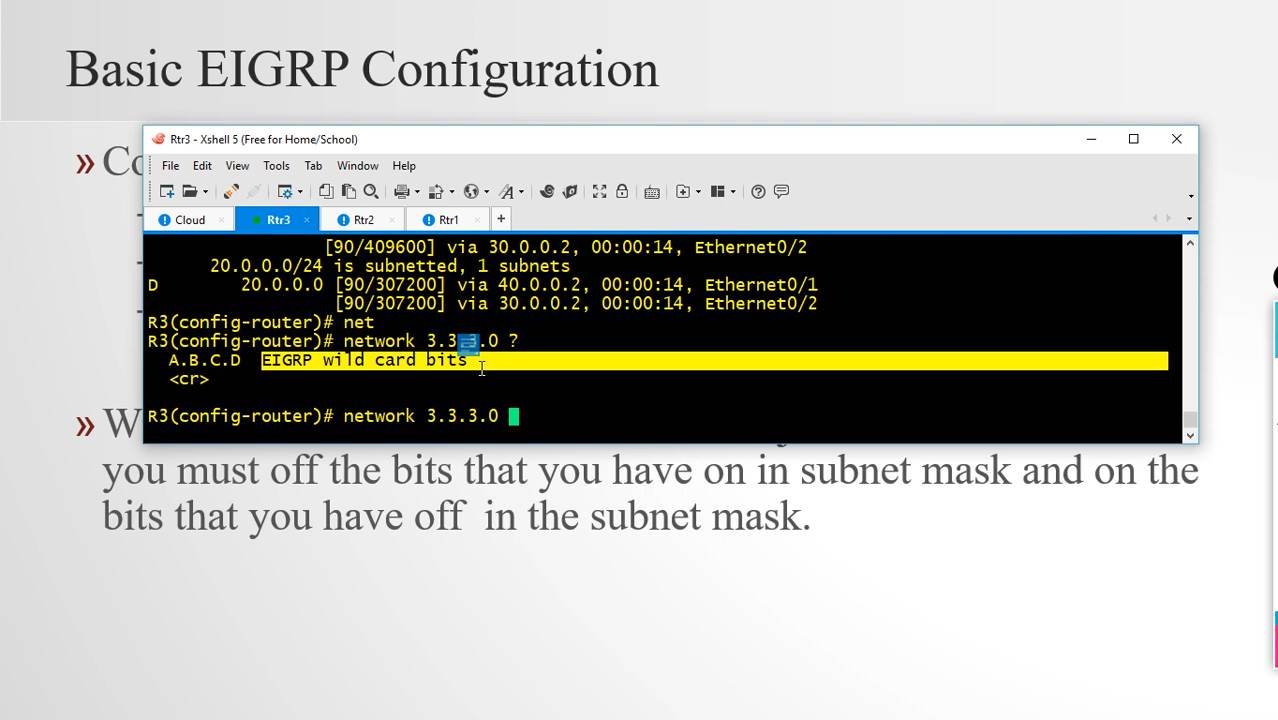 Basic EIGRP Configuration
» Co
Rtr3 - Xshell 5 (Free for Home/School)
File Edit View Tools Tab Window Help
Cloud Rtr3 Rtr2 Rtr1
[90/409600] via 30.0.0.2, 00:00:14, Ethernet0/2
20.0.0.0/24 is subnetted, 1 subnets
D 20.0.0.0 [90/307200] via 40.0.0.2, 00:00:14, Ethernet0/1
[90/307200] via 30.0.0.2, 00:00:14, Ethernet0/2
R3(config-router)# net
R3(config-router)# network 3.3.3.0 ?
A.B.C.D EIGRP wild card bits
<cr>
R3(config-router)# network 3.3.3.0
» W
you must off the bits that you have on in subnet mask and on the
bits that you have off in the subnet mask.